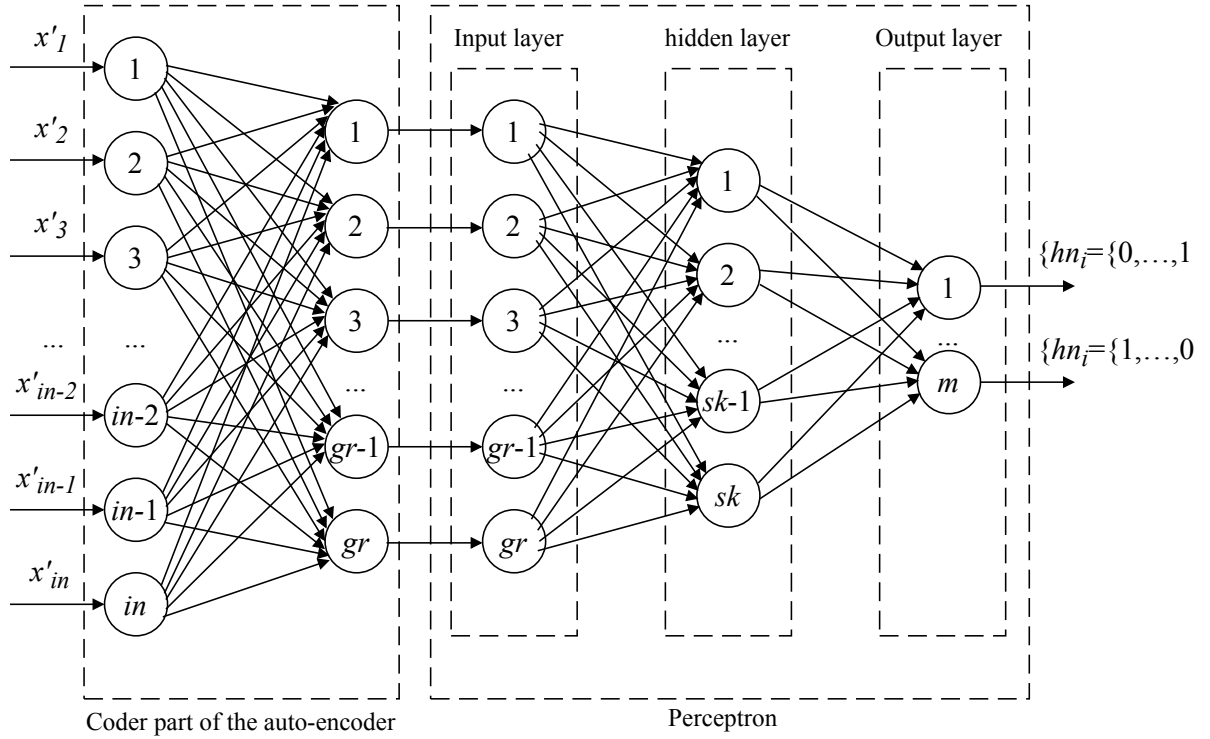 x'1
x'2
x'3
...
x'in-2
x'in-1
x'in
1
2
3
...
in-2
in-1
in
1
2
3
...
gr-1
gr
Coder part of the auto-encoder
Input layer
1
2
3
...
gr-1
gr
hidden layer
1
2
...
sk-1
sk
Output layer
1
...
m
{hni={0,…,1
{hni={1,…,0
Perceptron